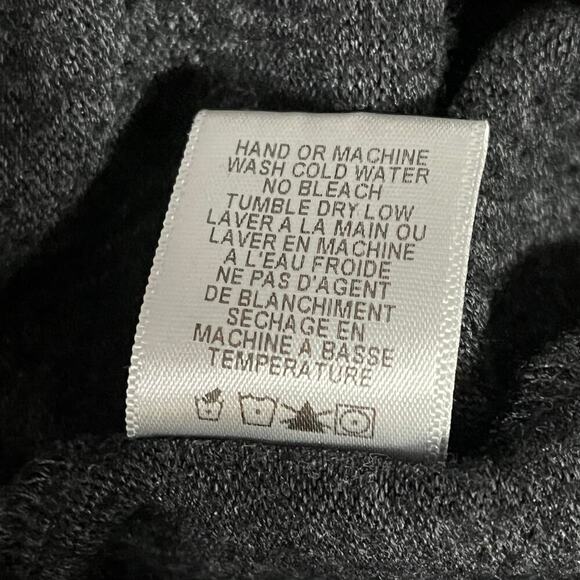 HAND OR MACHINE
WASH COLD WATER
NO BLEACH
TUMBLE DRY LOW
LAVER A LA MAIN OU
LAVER EN MACHINE
A L'EAU FROIDE
NE PAS D'AGENT
DE BLANCHIMENT
SECHAGE EN
MACHINE A BASSE
TEMPERATURE